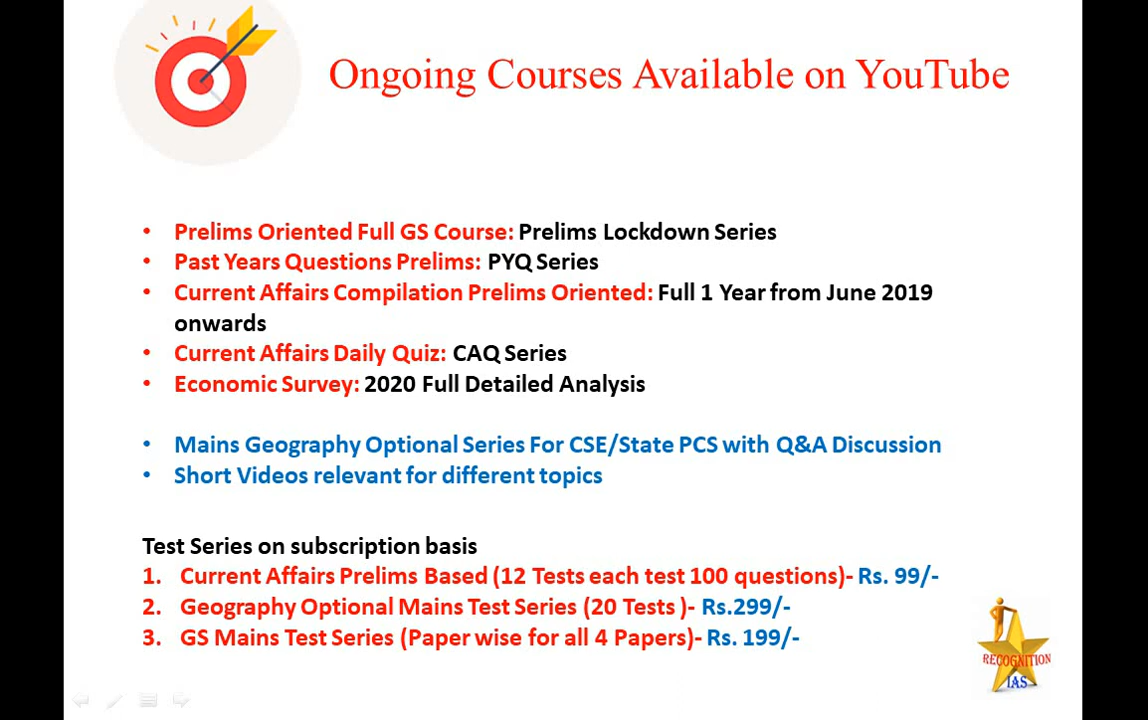 Ongoing Courses Available on YouTube
• Prelims Oriented Full GS Course: Prelims Lockdown Series
• Past Years Questions Prelims: PYQ Series
• Current Affairs Compilation Prelims Oriented: Full 1 Year from June 2019
onwards
• Current Affairs Daily Quiz: CAQ Series
• Economic Survey: 2020 Full Detailed Analysis
• Mains Geography Optional Series For CSE/State PCS with Q&A Discussion
• Short Videos relevant for different topics
Test Series on subscription basis
1. Current Affairs Prelims Based (12 Tests each test 100 questions)- Rs. 99/-
2. Geography Optional Mains Test Series (20 Tests )- Rs.299/-
3. GS Mains Test Series (Paper wise for all 4 Papers)- Rs. 199/-
RECOGNITION
IAS